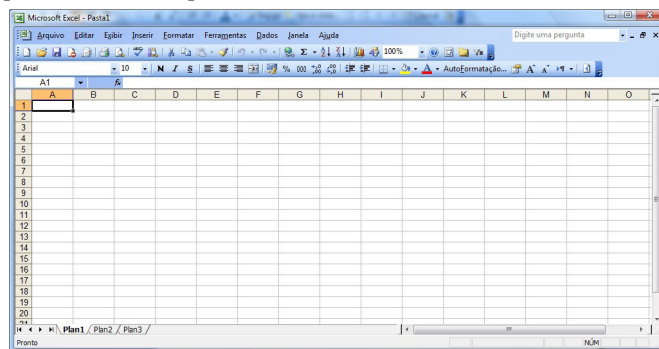 Microsoft Excel - Pasta1
Arquivo Editar Exibir Inserir Formatar Ferramentas Dados Janela Ajuda Digite uma pergunta
Σ 100%
Arial 10 N I S % 000 AutoFormatação...
A1 fx
A B C D E F G H I J K L M N O
1
2
3
4
5
6
7
8
9
10
11
12
13
14
15
16
17
18
19
20
21
Plan1 / Plan2 / Plan3 /
Pronto NÚM